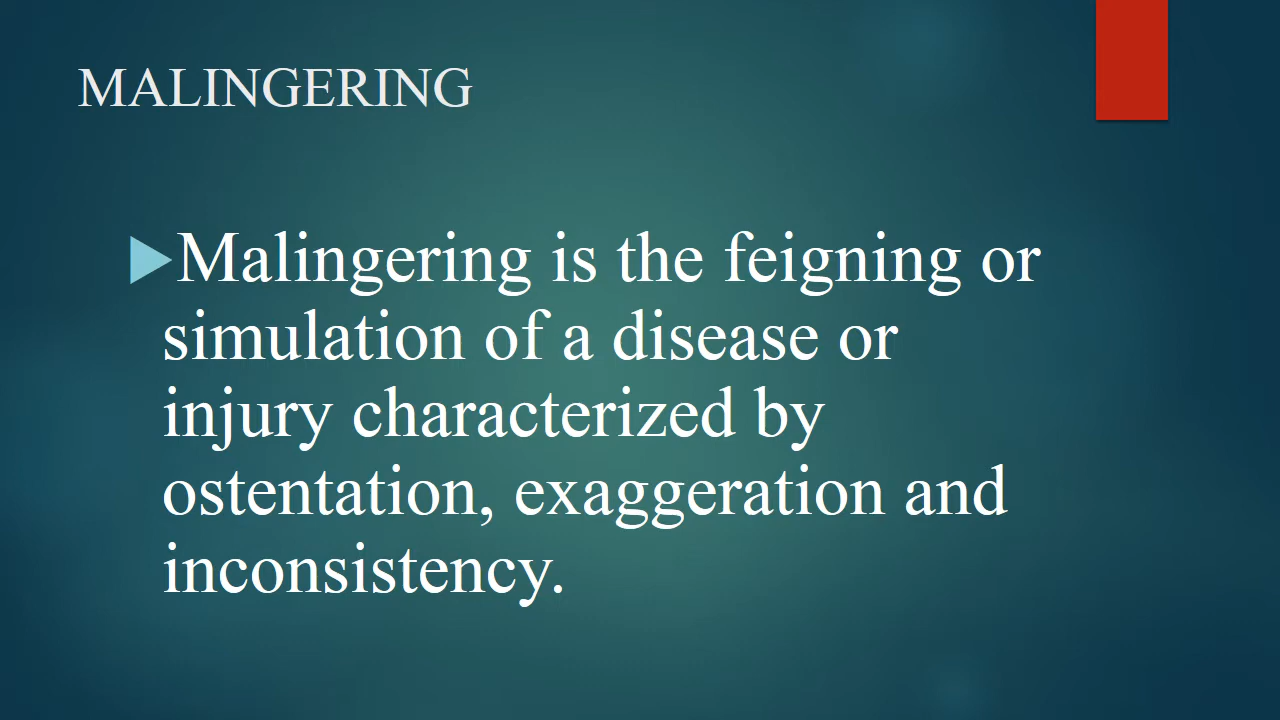 MALINGERING
Malingering is the feigning or
simulation of a disease or
injury characterized by
ostentation, exaggeration and
inconsistency.